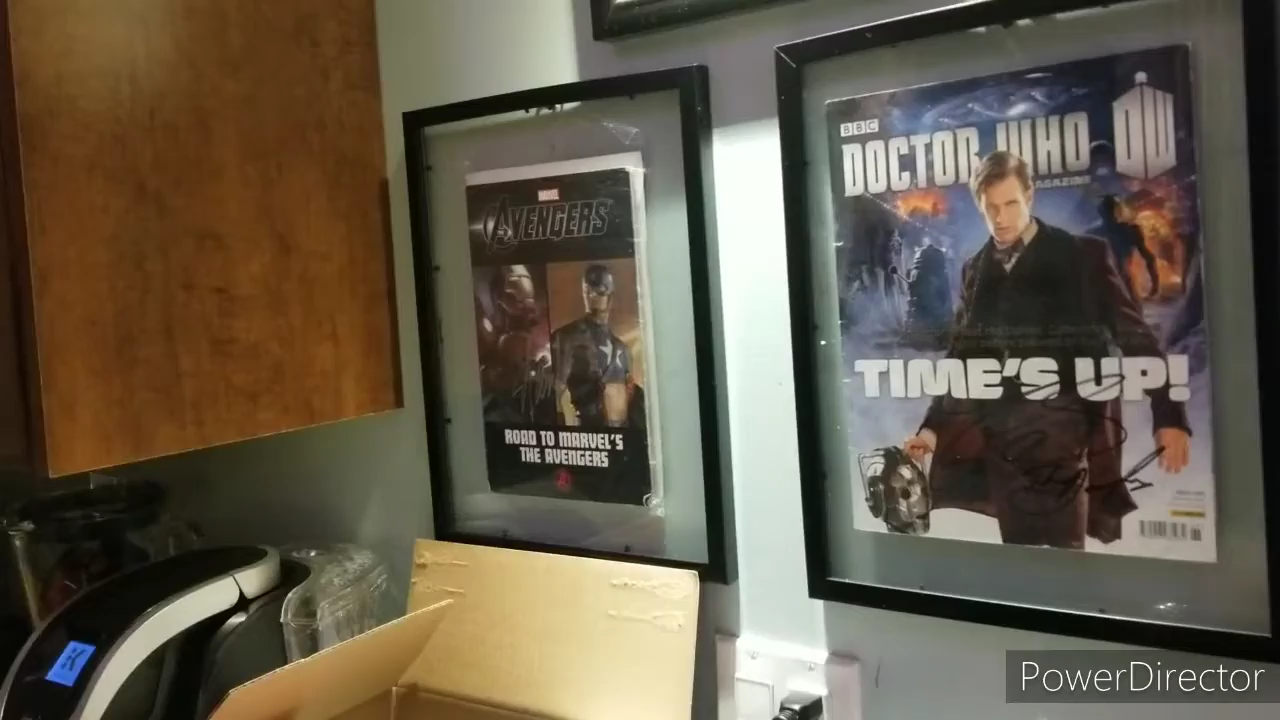 MARVEL
AVENGERS
ROAD TO MARVEL'S
THE AVENGERS
BBC
DOCTOR WHO DW
MAGAZINE
TIME'S UP!
PowerDirector